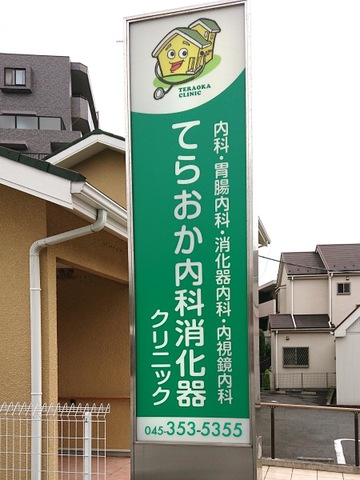 TERAOKA
CLINIC
内科・胃腸内科・消化器内科・内視鏡内科
てらおか内科消化器
クリニック
045-353-5355